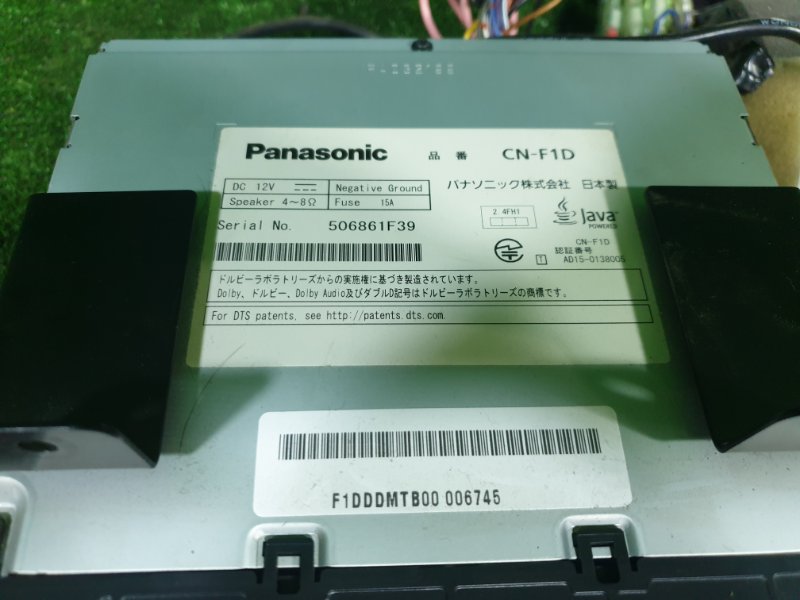 Panasonic 品 番 CN-F1D
DC 12V Negative Ground
Speaker 4～8Ω Fuse 15A
パナソニック株式会社 日本製
Serial No. 506861F39
2.4FH1
Java
POWERED
CN-F1D
認証番号
T AD15-0138005
ドルビーラボラトリーズからの実施権に基づき製造されています。
Dolby、ドルビー、Dolby Audio及びダブルD記号はドルビーラボラトリーズの商標です。
For DTS patents, see http://patents.dts.com
F1DDDMTB00 006745